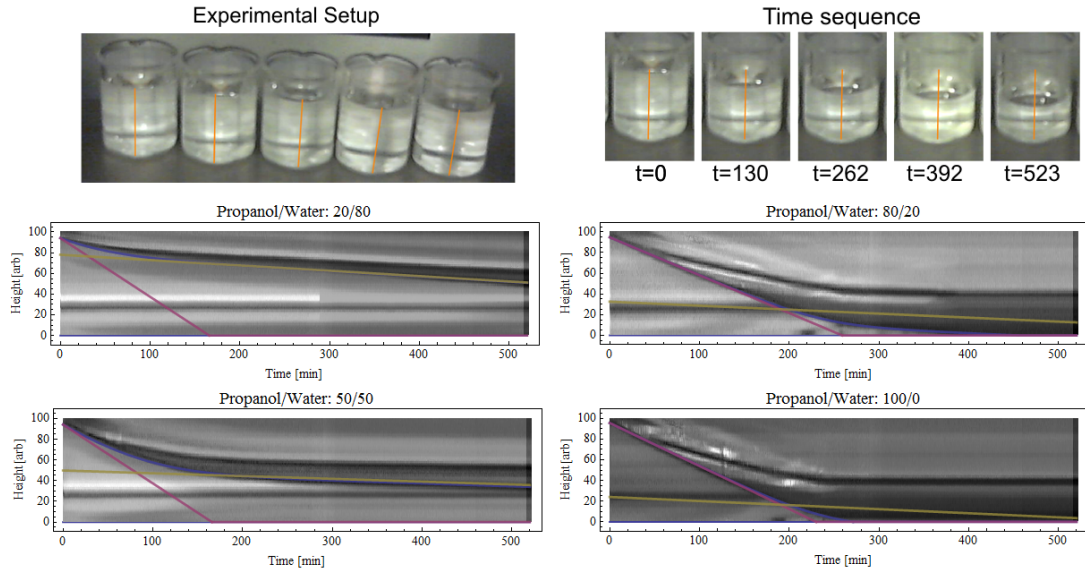 Experimental Setup
Time sequence
t=0 t=130 t=262 t=392 t=523
Propanol/Water: 20/80
Height [arb]
100
80
60
40
20
0
0 100 200 300 400 500
Time [min]
Propanol/Water: 80/20
Height [arb]
100
80
60
40
20
0
0 100 200 300 400 500
Time [min]
Propanol/Water: 50/50
Height [arb]
100
80
60
40
20
0
0 100 200 300 400 500
Time [min]
Propanol/Water: 100/0
Height [arb]
100
80
60
40
20
0
0 100 200 300 400 500
Time [min]